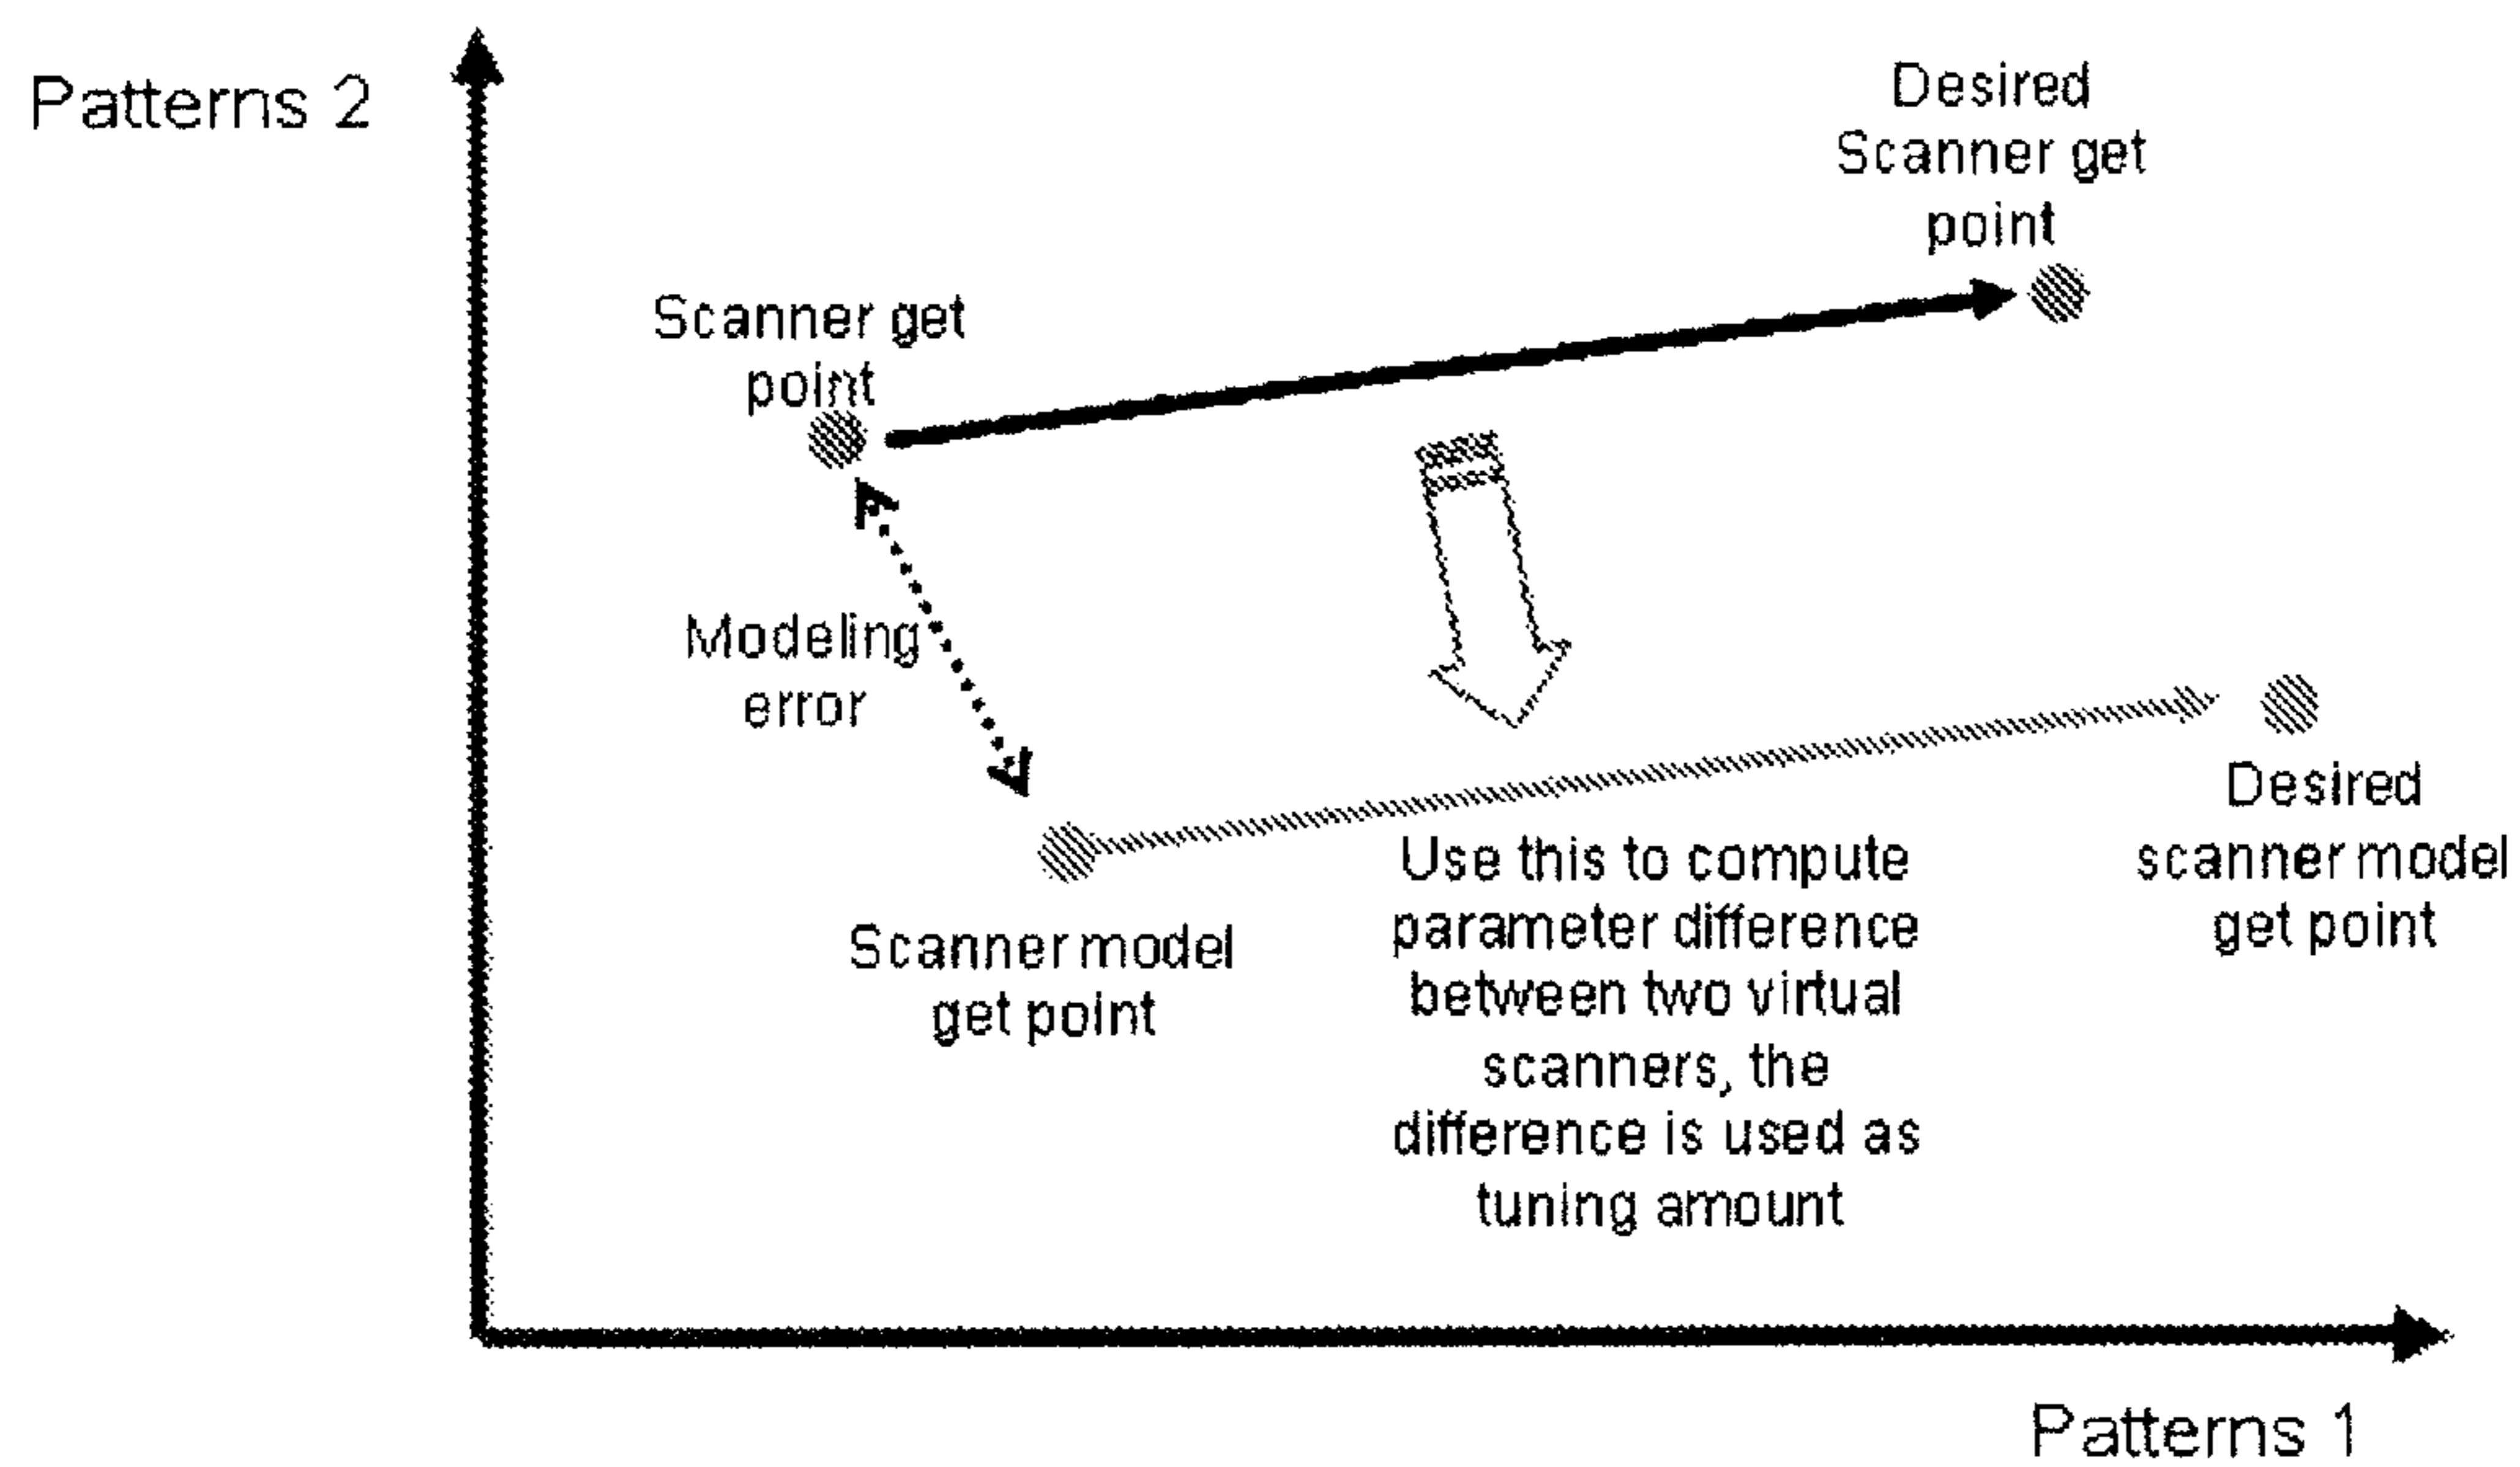 Patterns 2
Desired
Scanner get
point
Scanner get
point
Modeling
error
Scanner model
get point
Use this to compute
parameter difference
between two virtual
scanners, the
difference is used as
tuning amount
Desired
scanner model
get point
Patterns 1